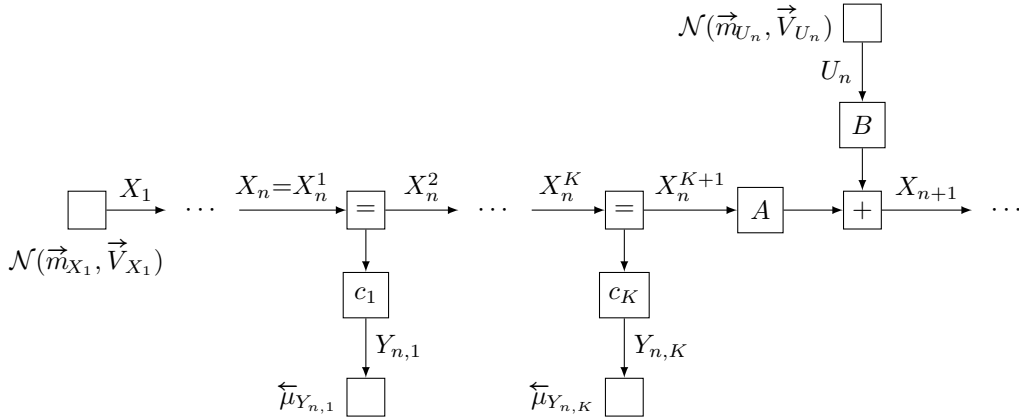 𝒩(m⃗_{U_n}, V⃗_{U_n})
U_n
B
X_1 ⋯ X_n=X_n^1 = X_n^2 ⋯ X_n^K = X_n^{K+1} A + X_{n+1} ⋯
𝒩(m⃗_{X_1}, V⃗_{X_1})
c_1 c_K
Y_{n,1} Y_{n,K}
μ⃖_{Y_{n,1}} μ⃖_{Y_{n,K}}